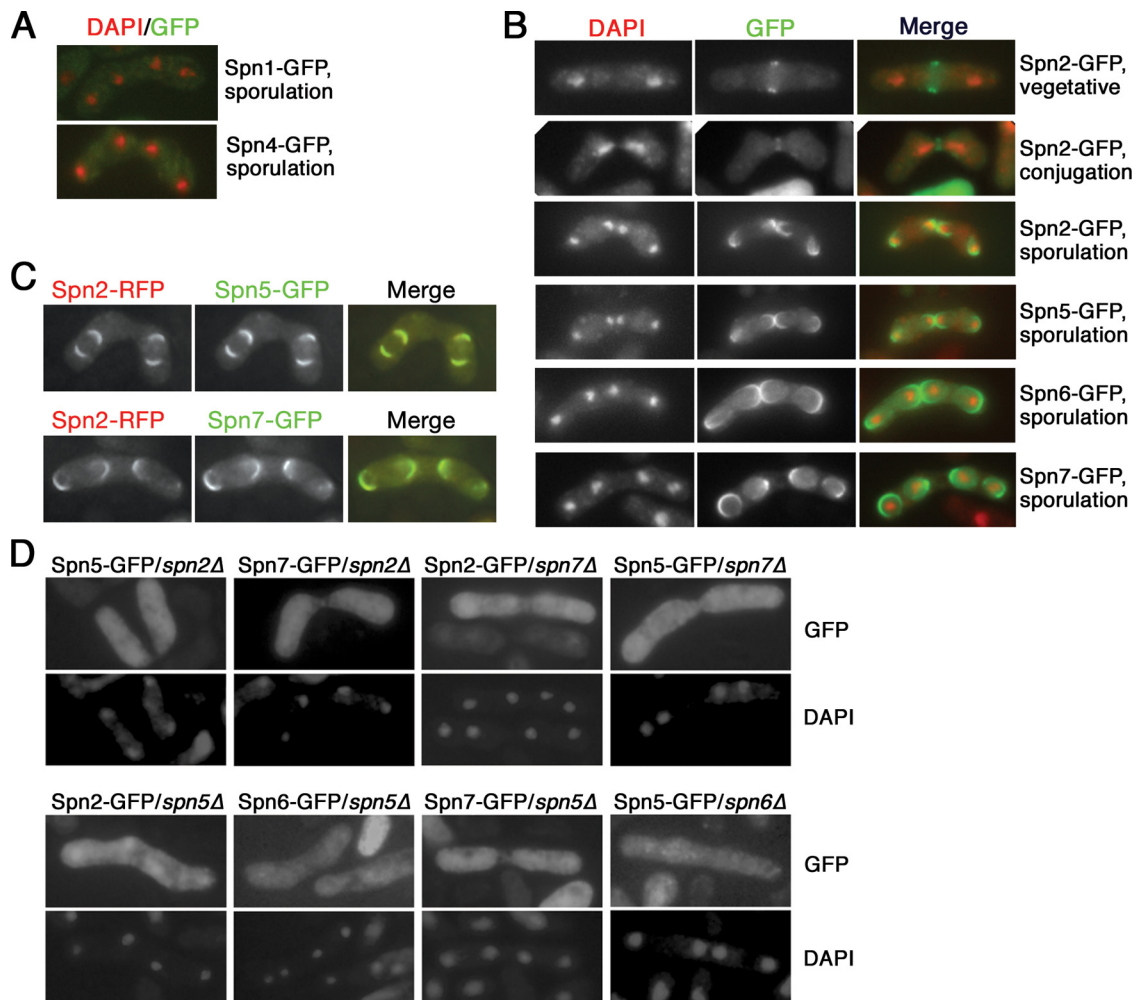 A
DAPI/GFP
Spn1-GFP,
sporulation
Spn4-GFP,
sporulation
B
DAPI GFP Merge
Spn2-GFP,
vegetative
Spn2-GFP,
conjugation
Spn2-GFP,
sporulation
Spn5-GFP,
sporulation
Spn6-GFP,
sporulation
Spn7-GFP,
sporulation
C
Spn2-RFP Spn5-GFP Merge
Spn2-RFP Spn7-GFP Merge
D
Spn5-GFP/spn2Δ Spn7-GFP/spn2Δ Spn2-GFP/spn7Δ Spn5-GFP/spn7Δ
GFP
DAPI
Spn2-GFP/spn5Δ Spn6-GFP/spn5Δ Spn7-GFP/spn5Δ Spn5-GFP/spn6Δ
GFP
DAPI